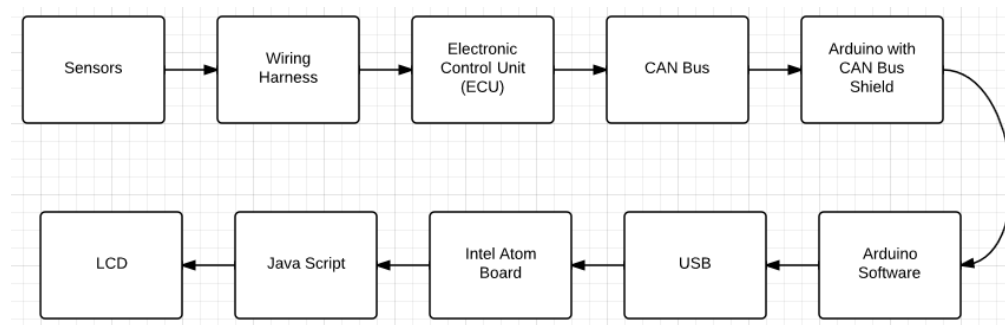 Sensors
Wiring
Harness
Electronic
Control Unit
(ECU)
CAN Bus
Arduino with
CAN Bus
Shield
LCD
Java Script
Intel Atom
Board
USB
Arduino
Software